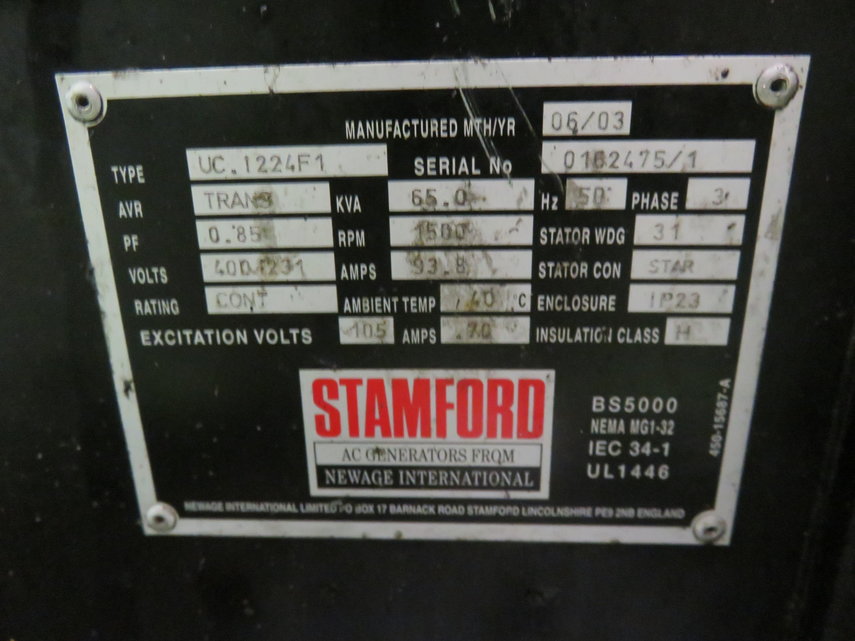 MANUFACTURED MTH/YR 06/03
TYPE UC.I224F1 SERIAL No 0162475/1
AVR TRANS KVA 65.0 Hz 50 PHASE 3
PF 0.85 RPM 1500 STATOR WDG 31
VOLTS 400/231 AMPS 93.8 STATOR CON STAR
RATING CONT AMBIENT TEMP 40 °C ENCLOSURE IP23
EXCITATION VOLTS 105 AMPS .70 INSULATION CLASS H
STAMFORD
AC GENERATORS FROM
NEWAGE INTERNATIONAL
BS5000
NEMA MG1-32
IEC 34-1
UL1446
450-15687-A
NEWAGE INTERNATIONAL LIMITED PO BOX 17 BARNACK ROAD STAMFORD LINCOLNSHIRE PE9 2NB ENGLAND